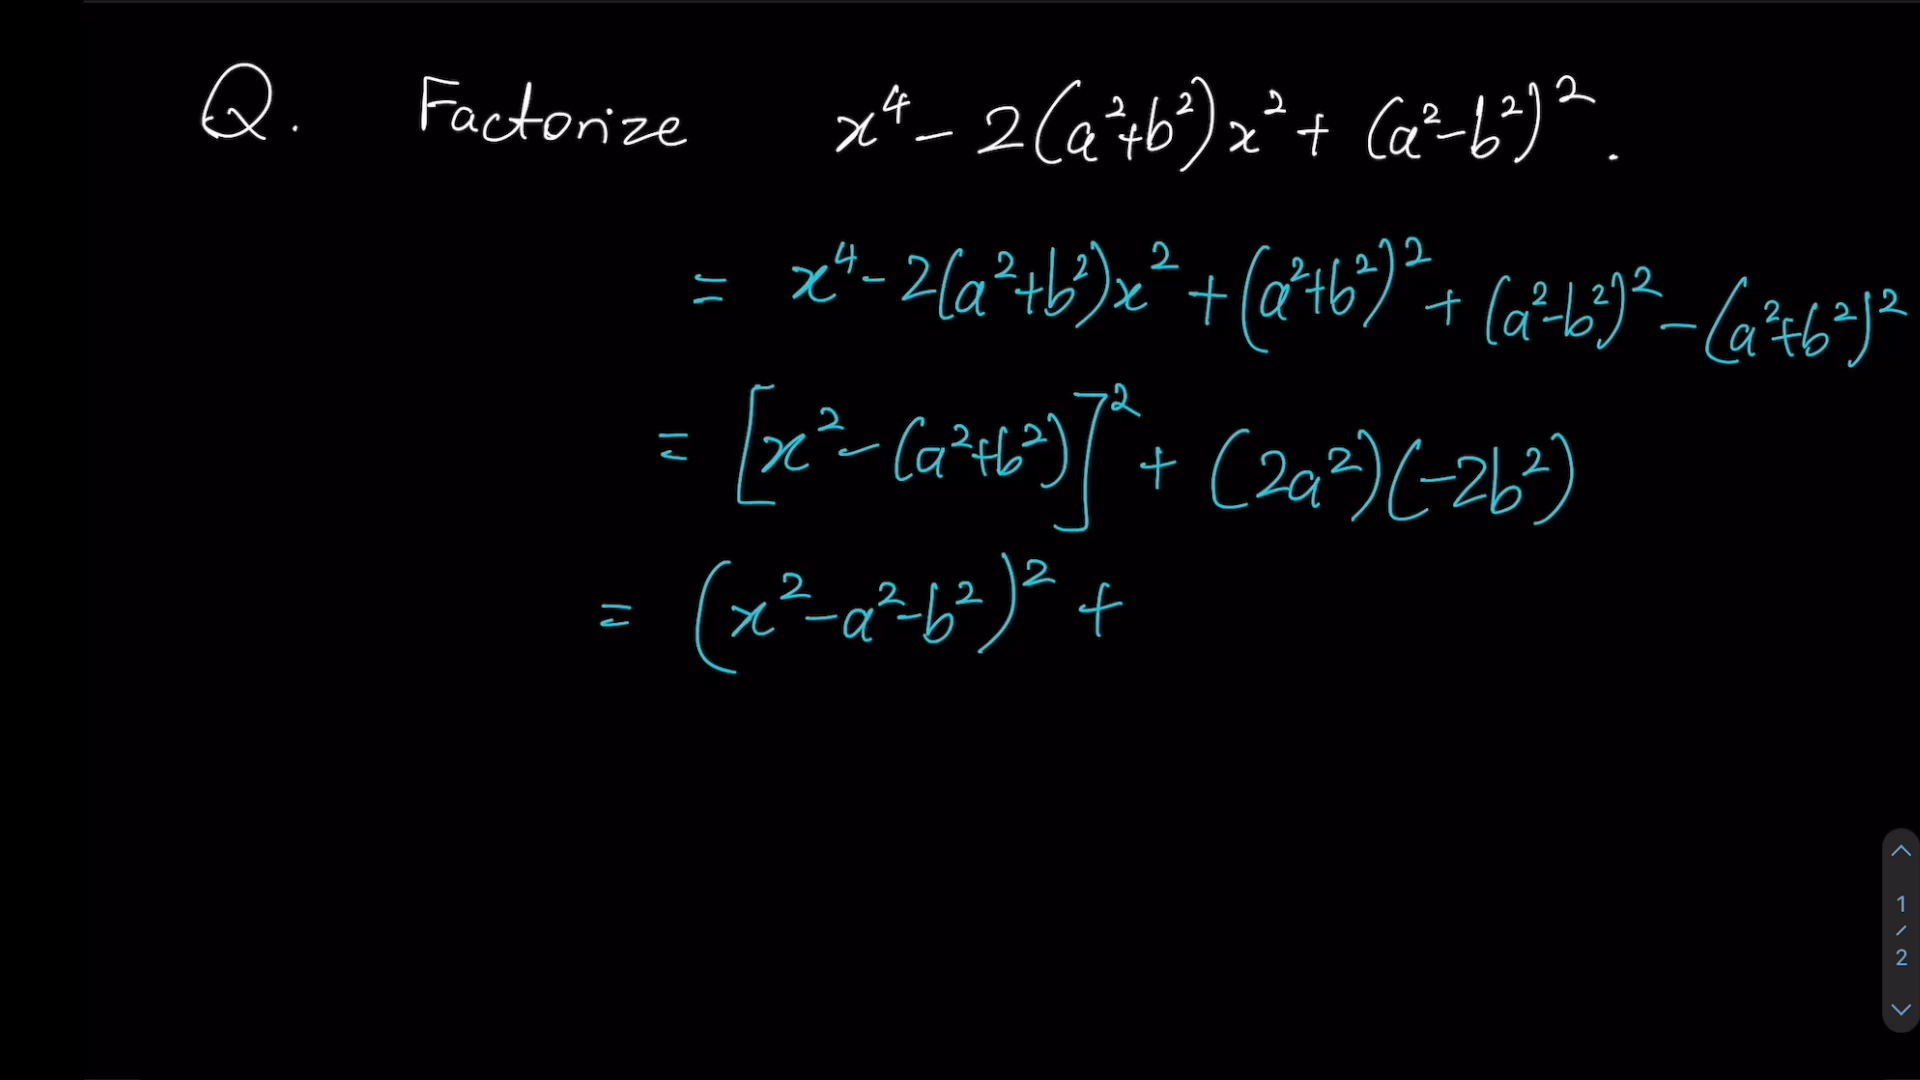 Q. Factorize x⁴ - 2(a²+b²)x² + (a²-b²)².
= x⁴ - 2(a²+b²)x² + (a²+b²)² + (a²-b²)² - (a²+b²)²
= [x² - (a²+b²)]² + (2a²)(-2b²)
= (x² - a² - b²)² +
1
/
2